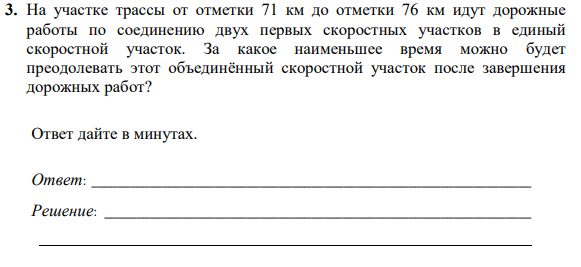 3. На участке трассы от отметки 71 км до отметки 76 км идут дорожные
работы по соединению двух первых скоростных участков в единый
скоростной участок. За какое наименьшее время можно будет
преодолевать этот объединённый скоростной участок после завершения
дорожных работ?
Ответ дайте в минутах.
Ответ: ___
Решение: ___